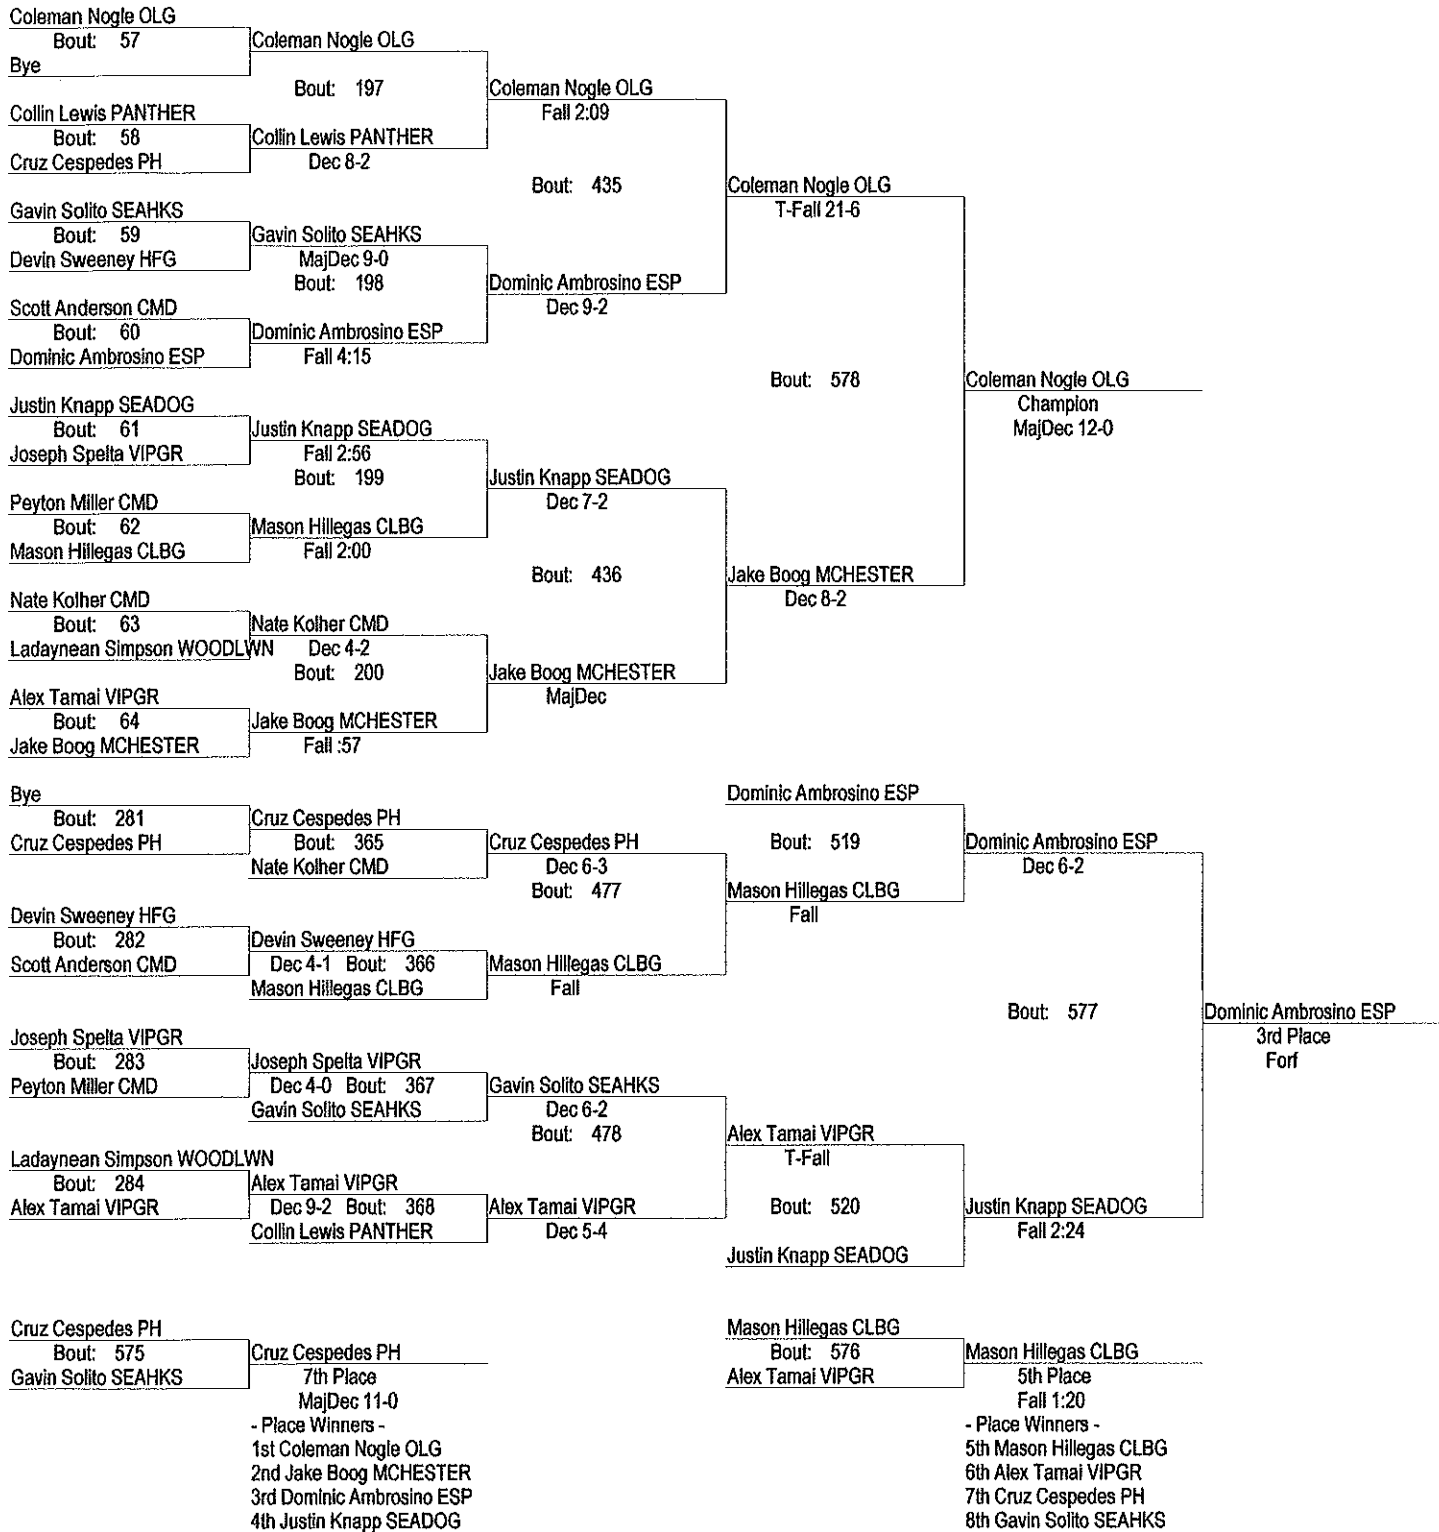 Coleman Nogle OLG
Bout: 57
Bye
Coleman Nogle OLG
Bout: 197
Collin Lewis PANTHER
Bout: 58
Cruz Cespedes PH
Collin Lewis PANTHER
Dec 8-2
Coleman Nogle OLG
Fall 2:09
Bout: 435
Gavin Solito SEAHKS
Bout: 59
Devin Sweeney HFG
Gavin Solito SEAHKS
MajDec 9-0
Bout: 198
Scott Anderson CMD
Bout: 60
Dominic Ambrosino ESP
Dominic Ambrosino ESP
Fall 4:15
Dominic Ambrosino ESP
Dec 9-2
Coleman Nogle OLG
T-Fall 21-6
Bout: 578
Coleman Nogle OLG
Champion
MajDec 12-0
Justin Knapp SEADOG
Bout: 61
Joseph Spelta VIPGR
Justin Knapp SEADOG
Fall 2:56
Bout: 199
Peyton Miller CMD
Bout: 62
Mason Hillegas CLBG
Mason Hillegas CLBG
Fall 2:00
Justin Knapp SEADOG
Dec 7-2
Bout: 436
Nate Kolher CMD
Bout: 63
Ladaynean Simpson WOODLWN
Nate Kolher CMD
Dec 4-2
Bout: 200
Alex Tamai VIPGR
Bout: 64
Jake Boog MCHESTER
Jake Boog MCHESTER
Fall :57
Jake Boog MCHESTER
MajDec
Jake Boog MCHESTER
Dec 8-2
Bye
Bout: 281
Cruz Cespedes PH
Cruz Cespedes PH
Bout: 365
Nate Kolher CMD
Cruz Cespedes PH
Dec 6-3
Bout: 477
Devin Sweeney HFG
Bout: 282
Scott Anderson CMD
Devin Sweeney HFG
Dec 4-1 Bout: 366
Mason Hillegas CLBG
Mason Hillegas CLBG
Fall
Dominic Ambrosino ESP
Bout: 519
Mason Hillegas CLBG
Fall
Dominic Ambrosino ESP
Dec 6-2
Bout: 577
Dominic Ambrosino ESP
3rd Place
Forf
Joseph Spelta VIPGR
Bout: 283
Peyton Miller CMD
Joseph Spelta VIPGR
Dec 4-0 Bout: 367
Gavin Solito SEAHKS
Gavin Solito SEAHKS
Dec 6-2
Bout: 478
Ladaynean Simpson WOODLWN
Bout: 284
Alex Tamai VIPGR
Alex Tamai VIPGR
Dec 9-2 Bout: 368
Collin Lewis PANTHER
Alex Tamai VIPGR
Dec 5-4
Alex Tamai VIPGR
T-Fall
Bout: 520
Justin Knapp SEADOG
Justin Knapp SEADOG
Fall 2:24
Cruz Cespedes PH
Bout: 575
Gavin Solito SEAHKS
Cruz Cespedes PH
7th Place
MajDec 11-0
- Place Winners -
1st Coleman Nogle OLG
2nd Jake Boog MCHESTER
3rd Dominic Ambrosino ESP
4th Justin Knapp SEADOG
Mason Hillegas CLBG
Bout: 576
Alex Tamai VIPGR
Mason Hillegas CLBG
5th Place
Fall 1:20
- Place Winners -
5th Mason Hillegas CLBG
6th Alex Tamai VIPGR
7th Cruz Cespedes PH
8th Gavin Solito SEAHKS